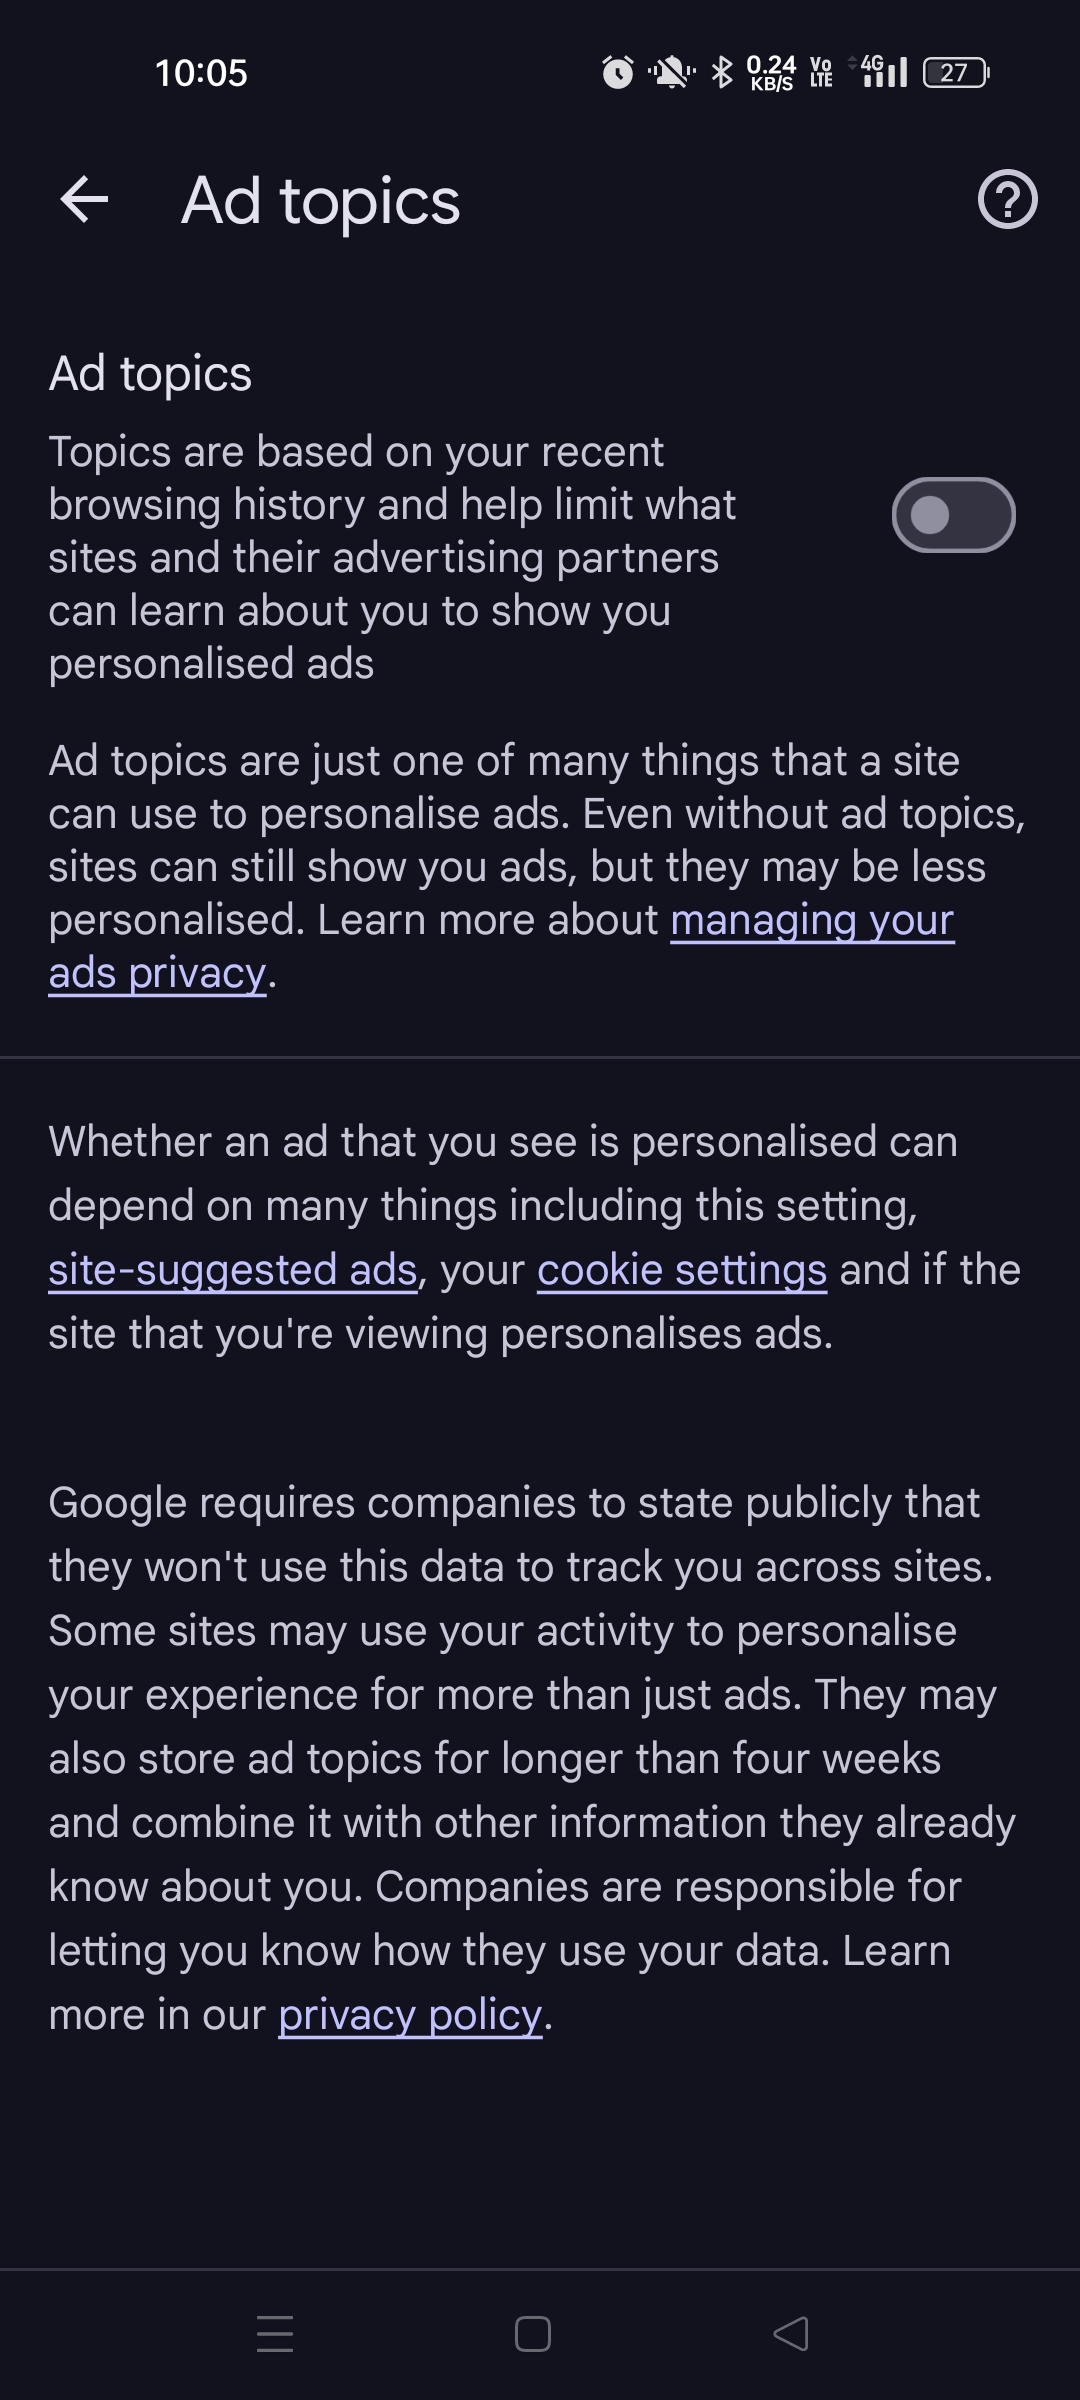 10:05
0.24
KB/S
Vo
LTE
4G
27
Ad topics
Ad topics
Topics are based on your recent
browsing history and help limit what
sites and their advertising partners
can learn about you to show you
personalised ads
Ad topics are just one of many things that a site
can use to personalise ads. Even without ad topics,
sites can still show you ads, but they may be less
personalised. Learn more about managing your
ads privacy.
Whether an ad that you see is personalised can
depend on many things including this setting,
site-suggested ads, your cookie settings and if the
site that you're viewing personalises ads.
Google requires companies to state publicly that
they won't use this data to track you across sites.
Some sites may use your activity to personalise
your experience for more than just ads. They may
also store ad topics for longer than four weeks
and combine it with other information they already
know about you. Companies are responsible for
letting you know how they use your data. Learn
more in our privacy policy.